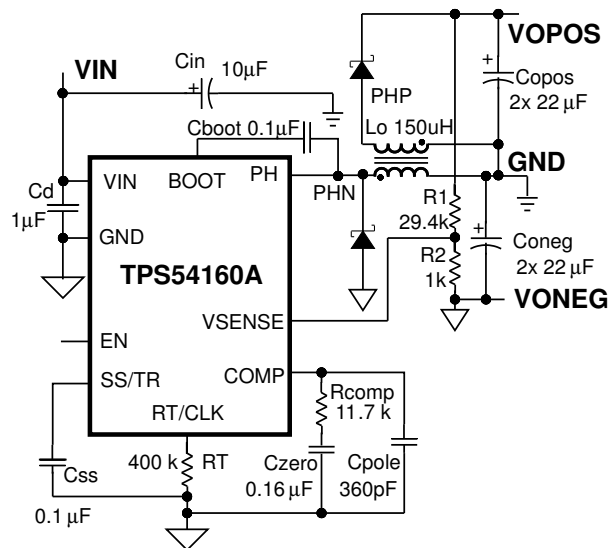 VOPOS
VIN
Cin
10µF
+
+
Copos
2x 22 µF
PHP
Lo 150uH
Cboot 0.1µF
GND
VIN
BOOT
PH
PHN
Cd
1µF
R1
29.4k
GND
+
Coneg
2x 22 µF
R2
1k
TPS54160A
VONEG
VSENSE
EN
SS/TR
COMP
Rcomp
11.7 k
RT/CLK
400 k
RT
Css
0.1 µF
Czero
0.16 µF
Cpole
360pF